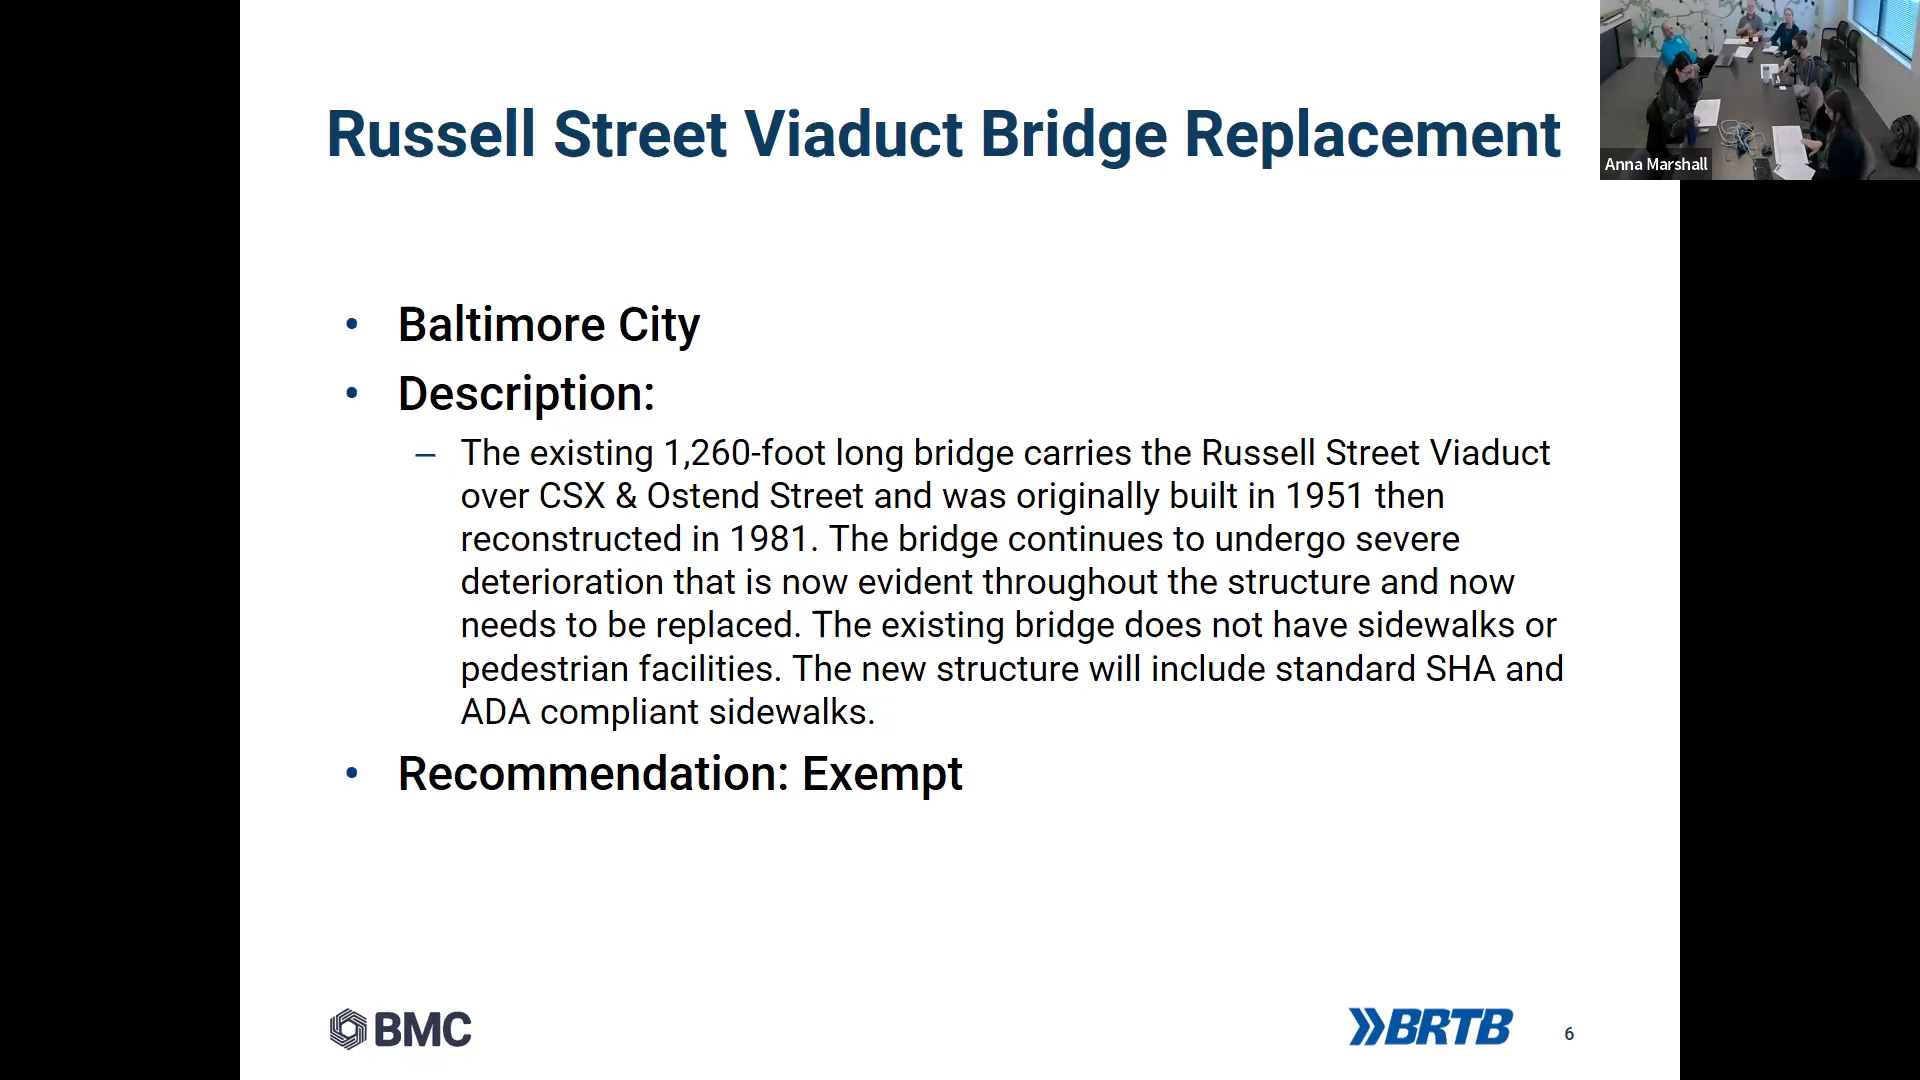 Russell Street Viaduct Bridge Replacement
Anna Marshall
• Baltimore City
• Description:
– The existing 1,260-foot long bridge carries the Russell Street Viaduct
over CSX & Ostend Street and was originally built in 1951 then
reconstructed in 1981. The bridge continues to undergo severe
deterioration that is now evident throughout the structure and now
needs to be replaced. The existing bridge does not have sidewalks or
pedestrian facilities. The new structure will include standard SHA and
ADA compliant sidewalks.
• Recommendation: Exempt
BMC
BRTB
6